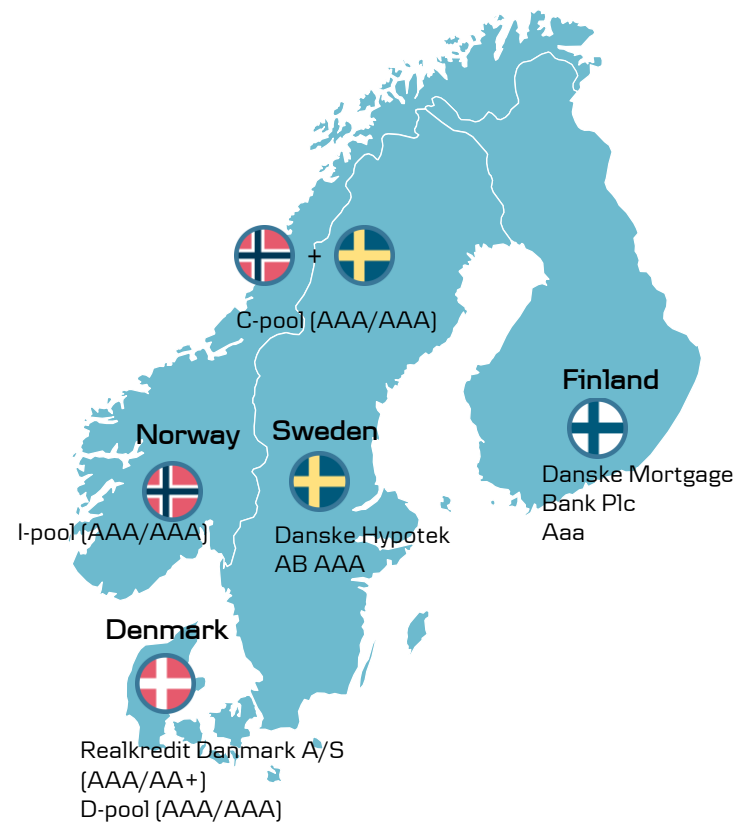 +
C-pool (AAA/AAA)
Finland
Danske Mortgage
Bank Plc
Aaa
Norway
I-pool (AAA/AAA)
Sweden
Danske Hypotek
AB AAA
Denmark
Realkredit Danmark A/S
(AAA/AA+)
D-pool (AAA/AAA)